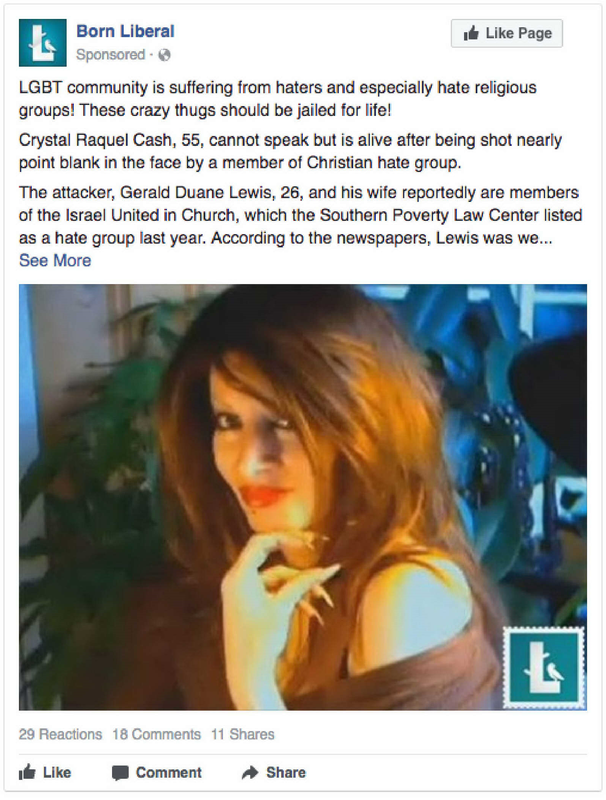 Born Liberal
Like Page
Sponsored ·
LGBT community is suffering from haters and especially hate religious
groups! These crazy thugs should be jailed for life!
Crystal Raquel Cash, 55, cannot speak but is alive after being shot nearly
point blank in the face by a member of Christian hate group.
The attacker, Gerald Duane Lewis, 26, and his wife reportedly are members
of the Israel United in Church, which the Southern Poverty Law Center listed
as a hate group last year. According to the newspapers, Lewis was we...
See More
29 Reactions 18 Comments 11 Shares
Like Comment Share